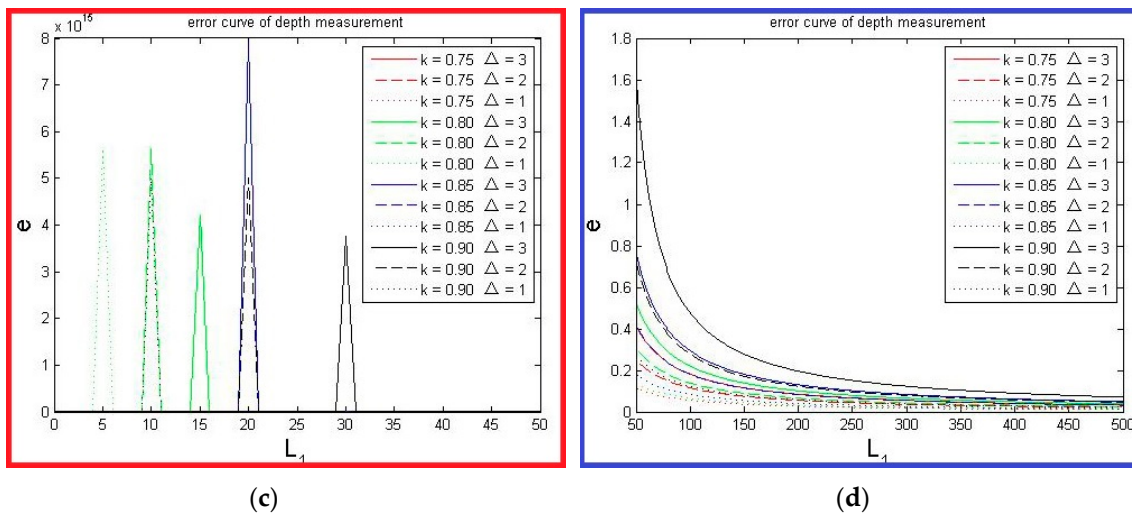 error curve of depth measurement
x 10^15
8
7
6
5
4
3
2
1
0
e
0 5 10 15 20 25 30 35 40 45 50
L_1
k = 0.75 △ = 3
k = 0.75 △ = 2
k = 0.75 △ = 1
k = 0.80 △ = 3
k = 0.80 △ = 2
k = 0.80 △ = 1
k = 0.85 △ = 3
k = 0.85 △ = 2
k = 0.85 △ = 1
k = 0.90 △ = 3
k = 0.90 △ = 2
k = 0.90 △ = 1
(c)
error curve of depth measurement
1.8
1.6
1.4
1.2
1
0.8
0.6
0.4
0.2
0
e
50 100 150 200 250 300 350 400 450 500
L_1
k = 0.75 △ = 3
k = 0.75 △ = 2
k = 0.75 △ = 1
k = 0.80 △ = 3
k = 0.80 △ = 2
k = 0.80 △ = 1
k = 0.85 △ = 3
k = 0.85 △ = 2
k = 0.85 △ = 1
k = 0.90 △ = 3
k = 0.90 △ = 2
k = 0.90 △ = 1
(d)